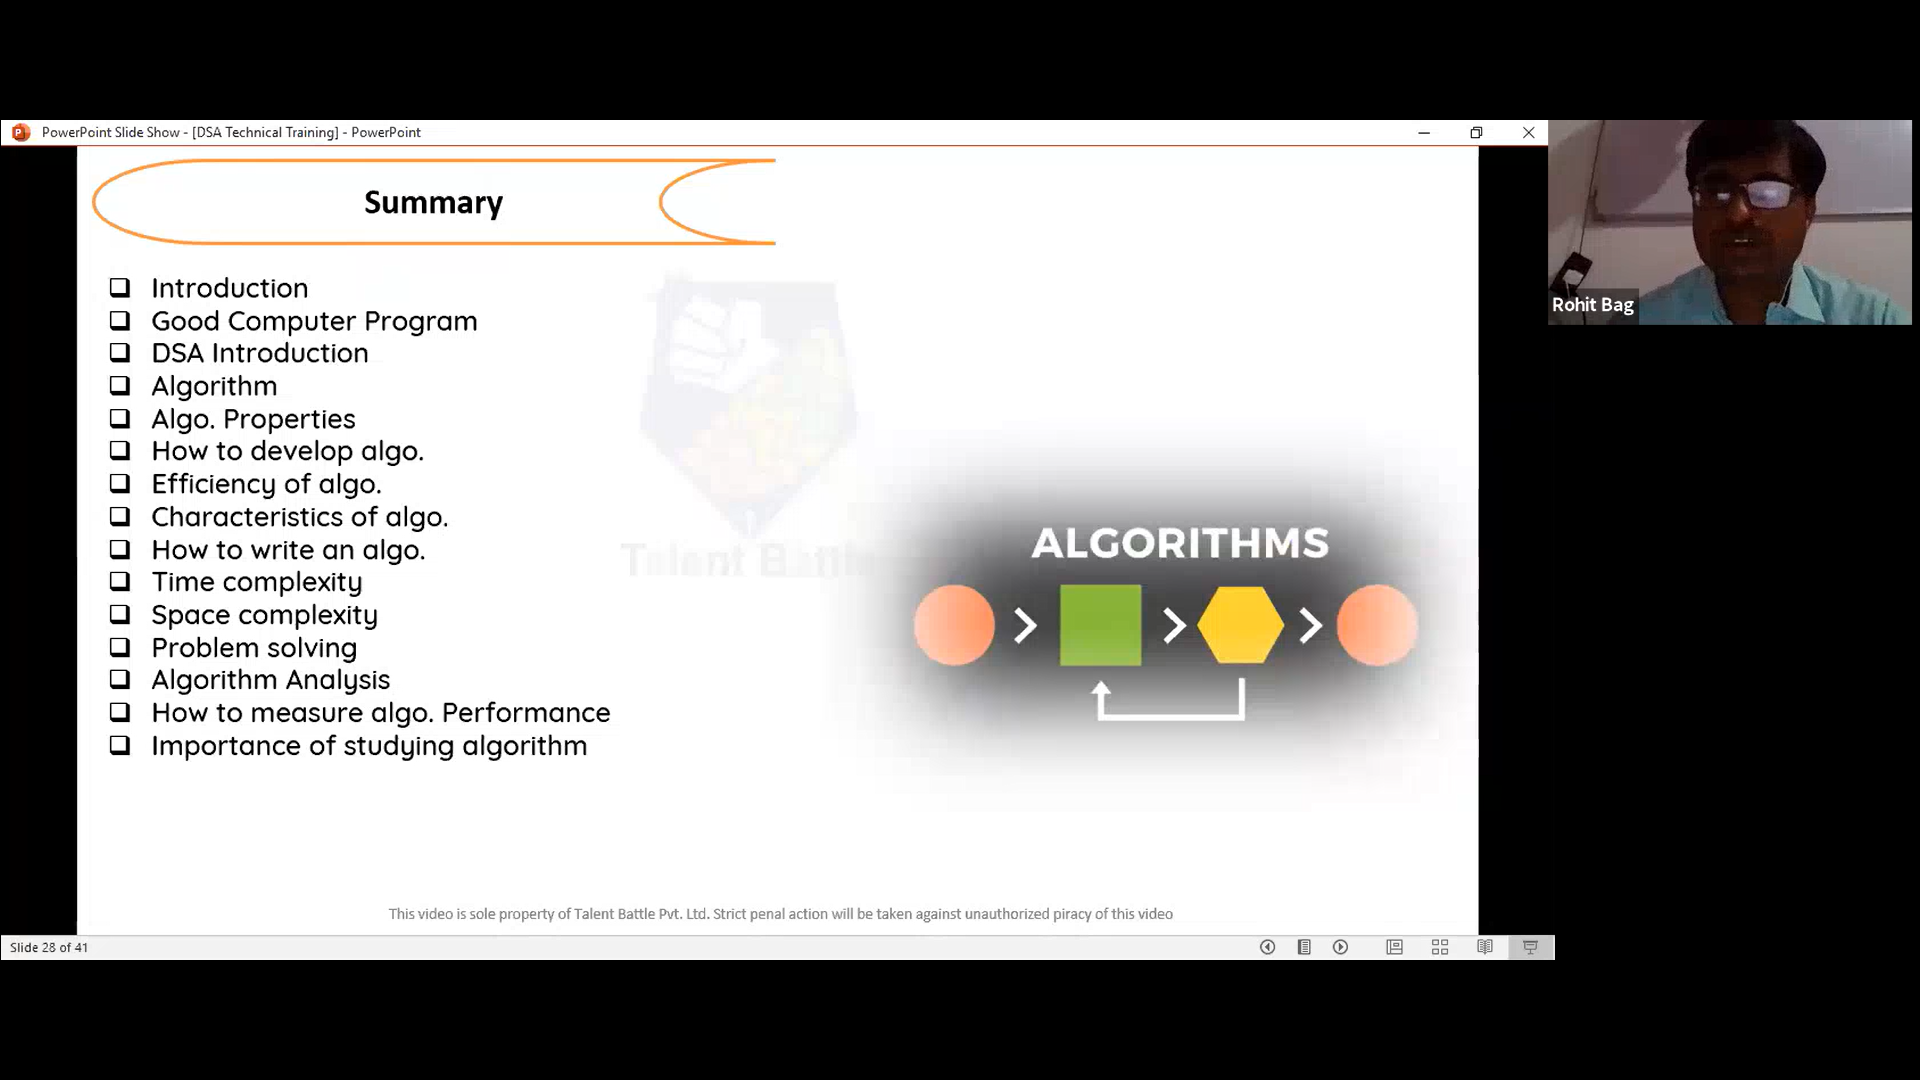 PowerPoint Slide Show - [DSA Technical Training] - PowerPoint
Summary
Introduction
Good Computer Program
DSA Introduction
Algorithm
Algo. Properties
How to develop algo.
Efficiency of algo.
Characteristics of algo.
How to write an algo.
Time complexity
Space complexity
Problem solving
Algorithm Analysis
How to measure algo. Performance
Importance of studying algorithm
Talent Battle
ALGORITHMS
This video is sole property of Talent Battle Pvt. Ltd. Strict penal action will be taken against unauthorized piracy of this video
Slide 28 of 41
Rohit Bag